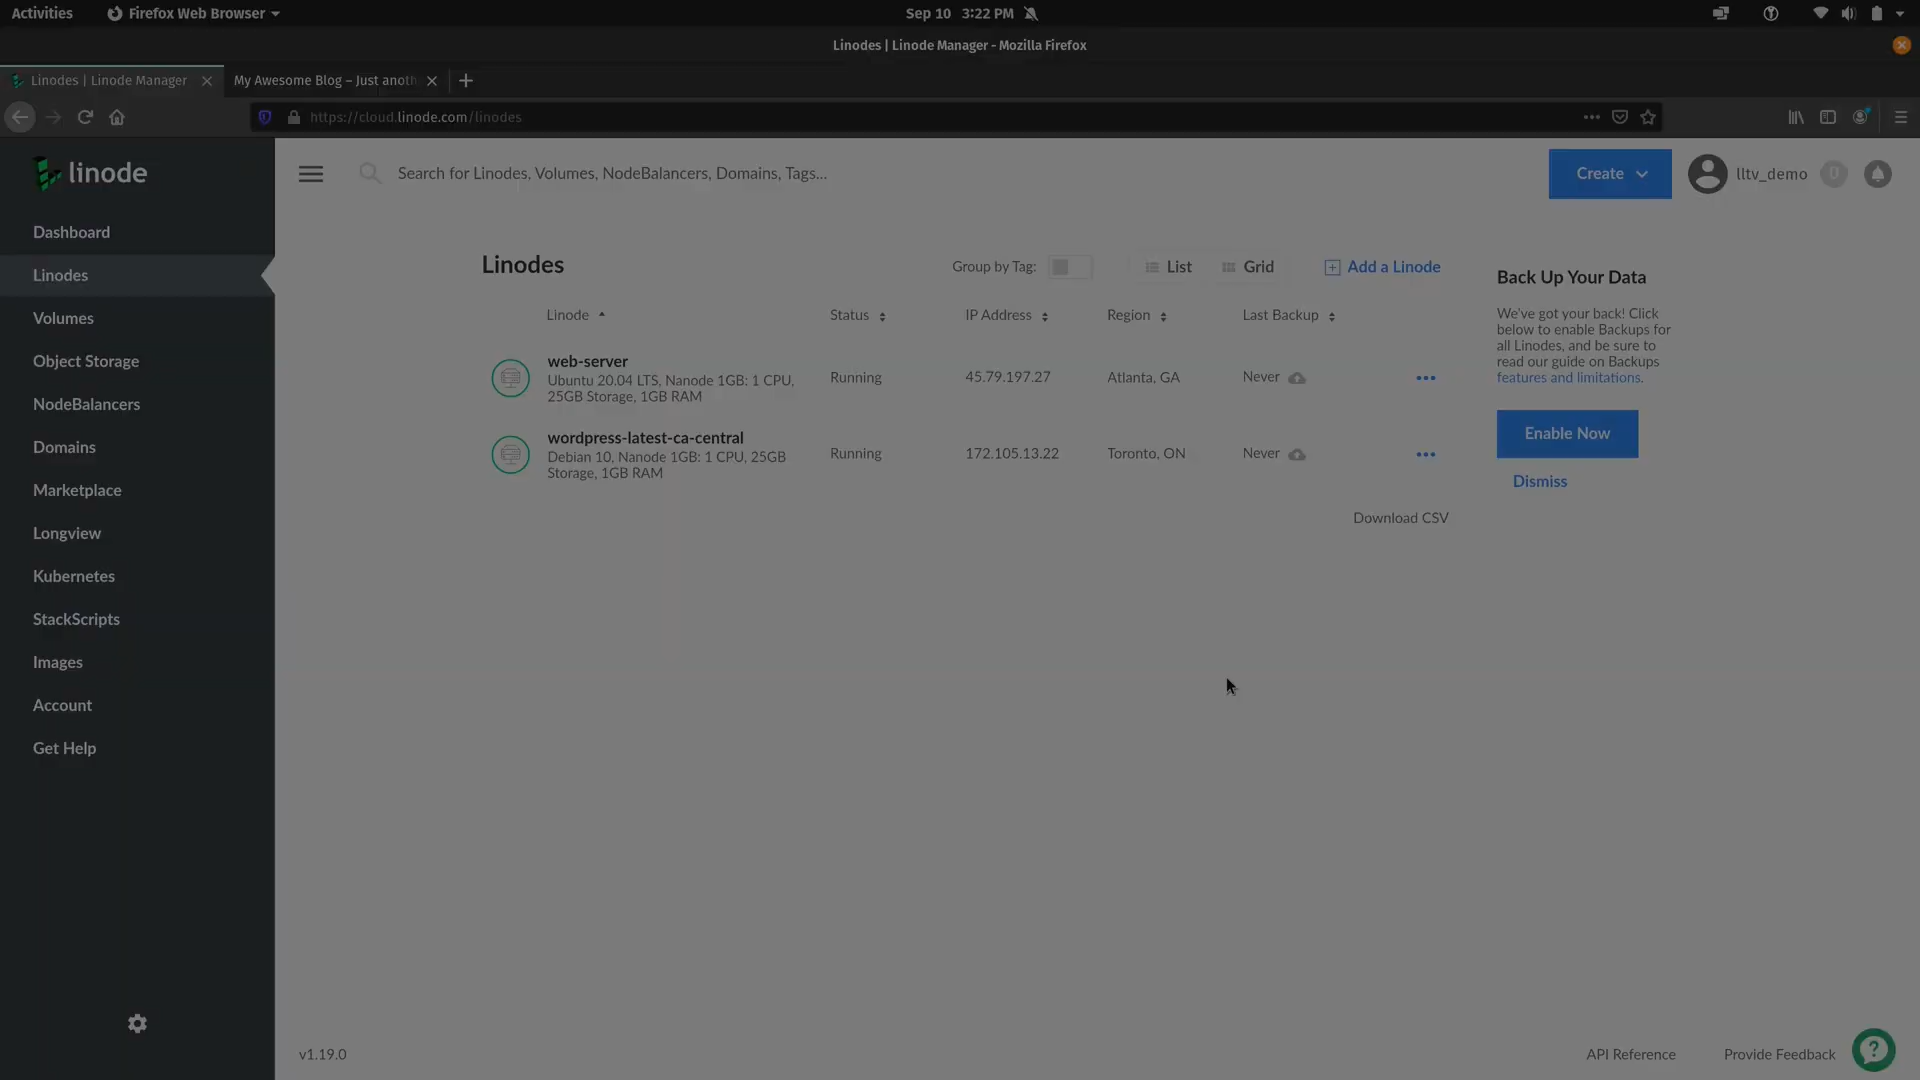 Activities
Firefox Web Browser
Sep 10 3:22 PM
Linodes | Linode Manager - Mozilla Firefox
Linodes | Linode Manager
My Awesome Blog – Just anoth
https://cloud.linode.com/linodes
linode
Search for Linodes, Volumes, NodeBalancers, Domains, Tags...
Create
lltv_demo
0
Dashboard
Linodes
Volumes
Object Storage
NodeBalancers
Domains
Marketplace
Longview
Kubernetes
StackScripts
Images
Account
Get Help
Linodes
Group by Tag:
List
Grid
Add a Linode
Linode
Status
IP Address
Region
Last Backup
web-server
Ubuntu 20.04 LTS, Nanode 1GB: 1 CPU,
25GB Storage, 1GB RAM
Running
45.79.197.27
Atlanta, GA
Never
wordpress-latest-ca-central
Debian 10, Nanode 1GB: 1 CPU, 25GB
Storage, 1GB RAM
Running
172.105.13.22
Toronto, ON
Never
Download CSV
Back Up Your Data
We've got your back! Click
below to enable Backups for
all Linodes, and be sure to
read our guide on Backups
features and limitations.
Enable Now
Dismiss
v1.19.0
API Reference
Provide Feedback
?